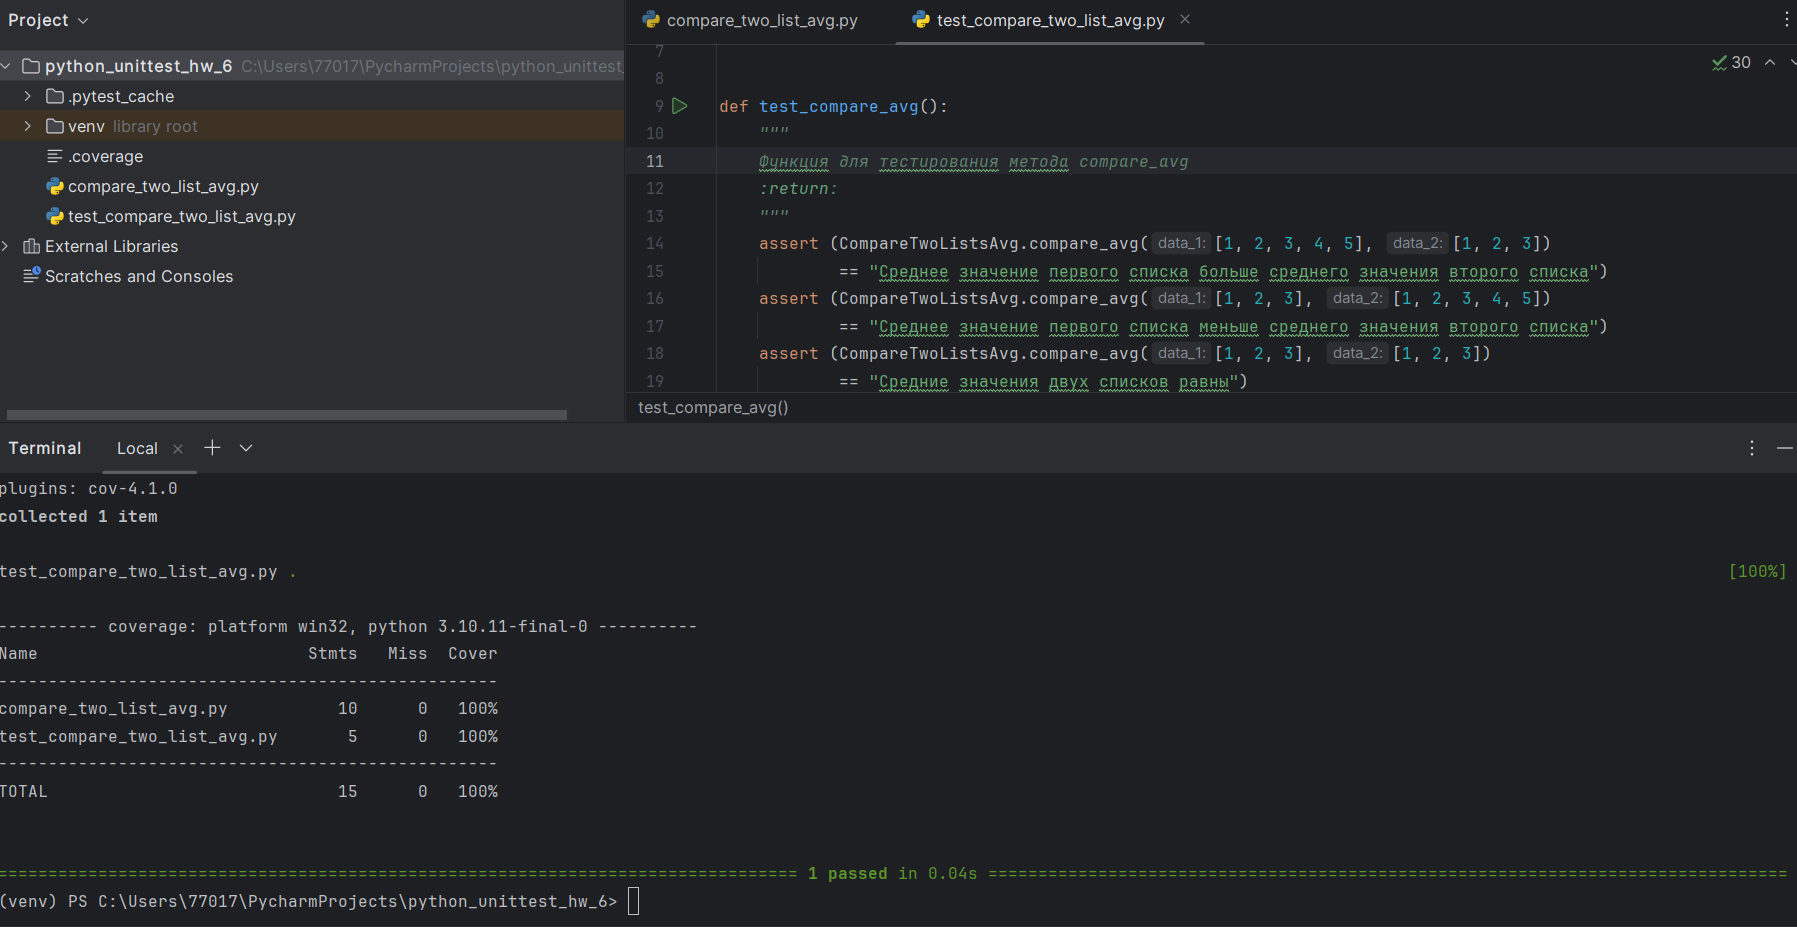 Project
python_unittest_hw_6 C:\Users\77017\PycharmProjects\python_unittest_
.pytest_cache
venv library root
.coverage
compare_two_list_avg.py
test_compare_two_list_avg.py
External Libraries
Scratches and Consoles
compare_two_list_avg.py test_compare_two_list_avg.py
30
7
8
9 def test_compare_avg():
10 """
11 Функция для тестирования метода compare_avg
12 :return:
13 """
14 assert (CompareTwoListsAvg.compare_avg( data_1: [1, 2, 3, 4, 5], data_2: [1, 2, 3])
15 == "Среднее значение первого списка больше среднего значения второго списка")
16 assert (CompareTwoListsAvg.compare_avg( data_1: [1, 2, 3], data_2: [1, 2, 3, 4, 5])
17 == "Среднее значение первого списка меньше среднего значения второго списка")
18 assert (CompareTwoListsAvg.compare_avg( data_1: [1, 2, 3], data_2: [1, 2, 3])
19 == "Средние значения двух списков равны")
test_compare_avg()
Terminal Local
plugins: cov-4.1.0
collected 1 item
test_compare_two_list_avg.py . [100%]
---------- coverage: platform win32, python 3.10.11-final-0 ----------
Name Stmts Miss Cover
--------------------------------------------------
compare_two_list_avg.py 10 0 100%
test_compare_two_list_avg.py 5 0 100%
--------------------------------------------------
TOTAL 15 0 100%
================================================================================ 1 passed in 0.04s ================================================================================
(venv) PS C:\Users\77017\PycharmProjects\python_unittest_hw_6>